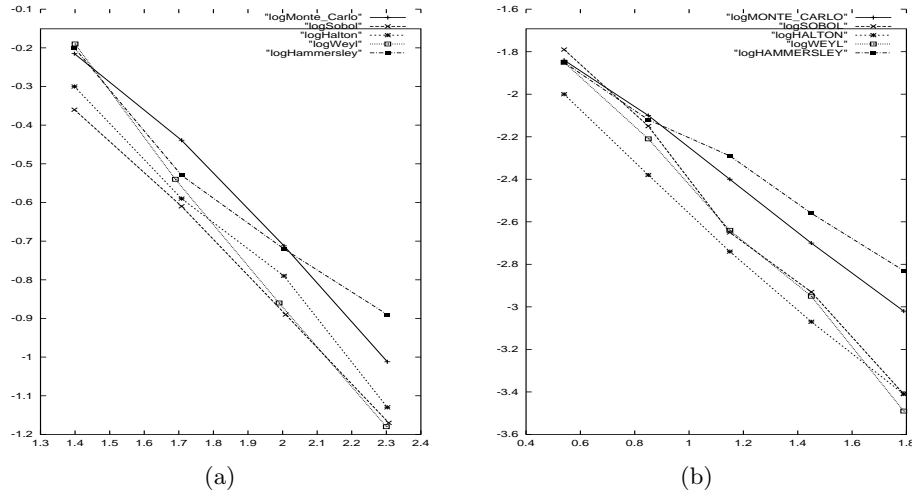 -0.1
-0.2
-0.3
-0.4
-0.5
-0.6
-0.7
-0.8
-0.9
-1
-1.1
-1.2
1.3 1.4 1.5 1.6 1.7 1.8 1.9 2 2.1 2.2 2.3 2.4
"logMonte_Carlo"
"logSobol"
"logHalton"
"logWeyl"
"logHammersley"
(a)
-1.6
-1.8
-2
-2.2
-2.4
-2.6
-2.8
-3
-3.2
-3.4
-3.6
0.4 0.6 0.8 1 1.2 1.4 1.6 1.8
"logMONTE_CARLO"
"logSOBOL"
"logHALTON"
"logWEYL"
"logHAMMERSLEY"
(b)